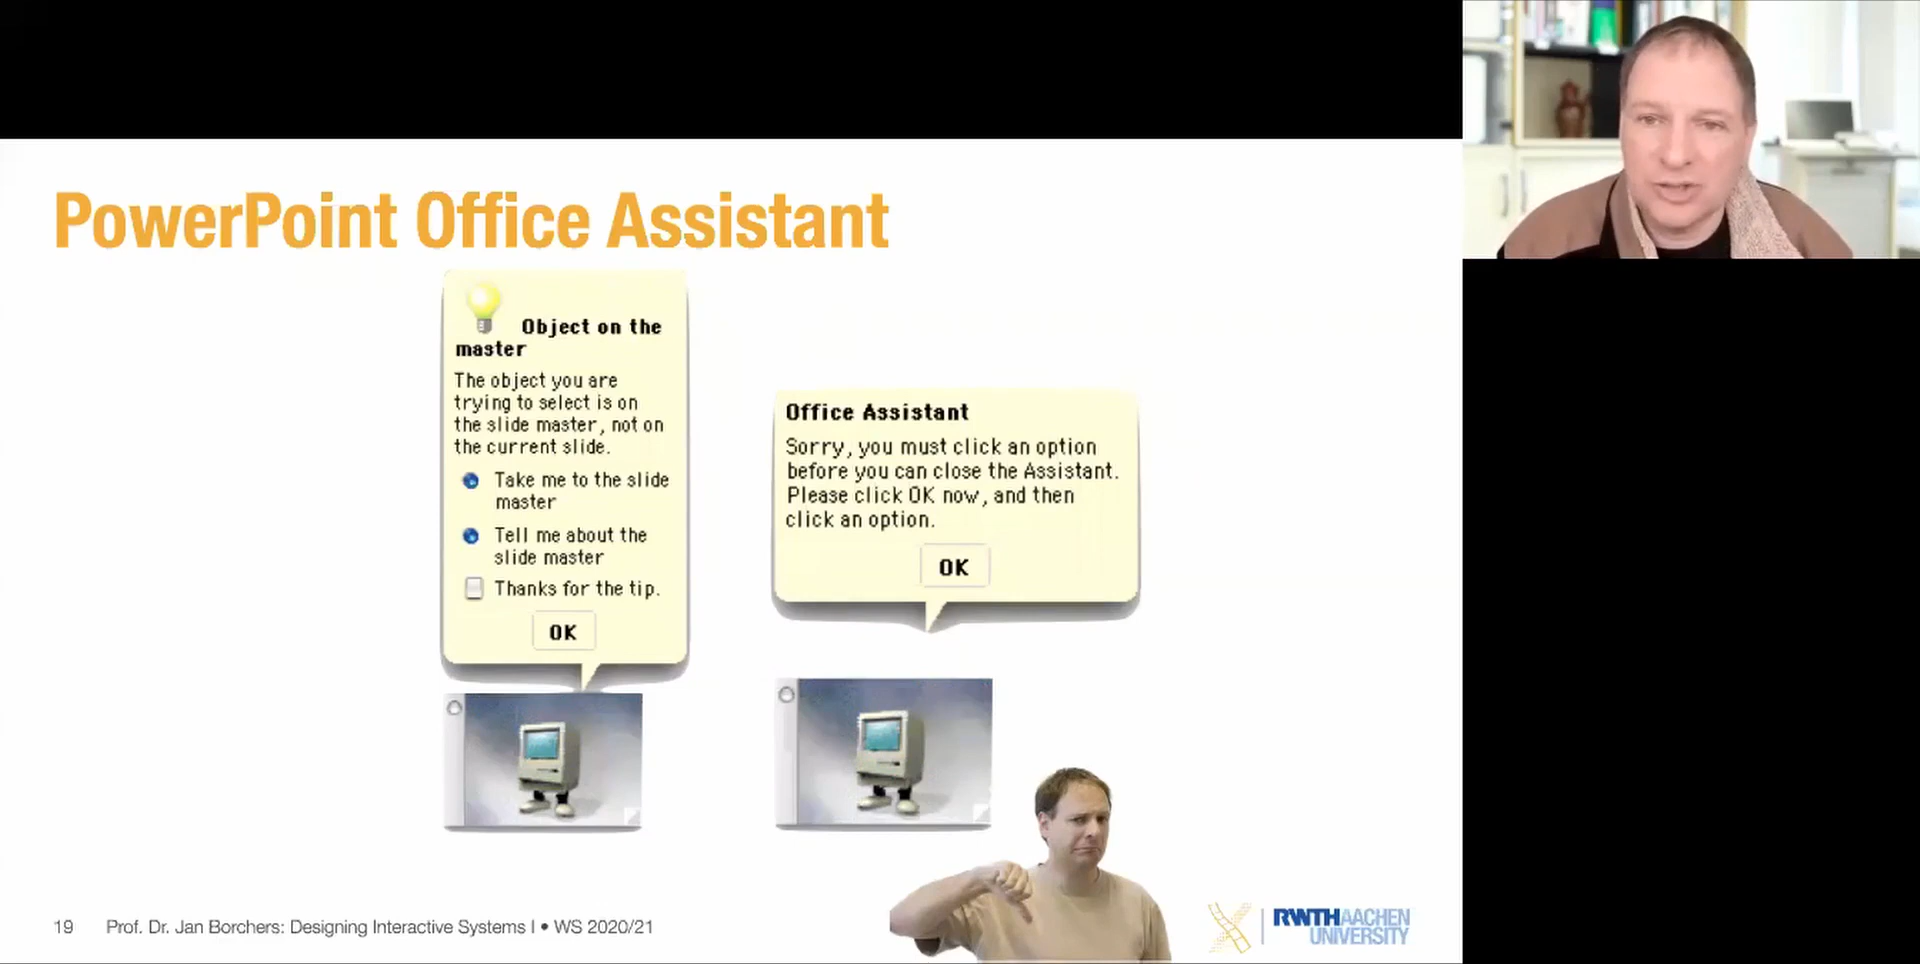 PowerPoint Office Assistant
Object on the
master
The object you are
trying to select is on
the slide master, not on
the current slide.
Take me to the slide
master
Tell me about the
slide master
Thanks for the tip.
OK
Office Assistant
Sorry, you must click an option
before you can close the Assistant.
Please click OK now, and then
click an option.
OK
19 Prof. Dr. Jan Borchers: Designing Interactive Systems I • WS 2020/21
RWTHAACHEN
UNIVERSITY